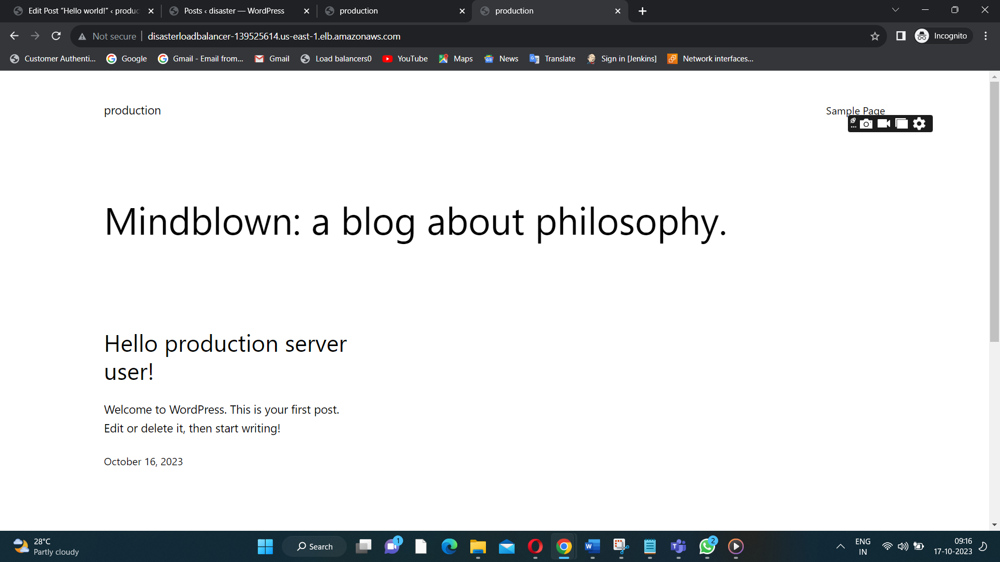 Edit Post “Hello world!” ‹ produc
Posts ‹ disaster — WordPress
production
production
Not secure
disasterloadbalancer-139525614.us-east-1.elb.amazonaws.com
Incognito
Customer Authenti...
Google
Gmail - Email from...
Gmail
Load balancers0
YouTube
Maps
News
Translate
Sign in [Jenkins]
Network interfaces...
production
Sample Page
Mindblown: a blog about philosophy.
Hello production server
user!
Welcome to WordPress. This is your first post.
Edit or delete it, then start writing!
October 16, 2023
28°C
Partly cloudy
Search
1
2
ENG
IN
09:16
17-10-2023